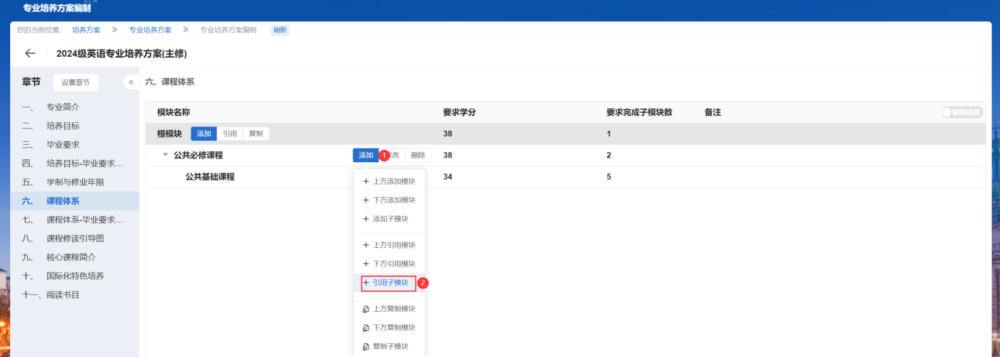 专业培养方案编制
您的当前位置: 培养方案 » 专业培养方案 » 专业培养方案编制 刷新
← 2024级英语专业培养方案(主修)
章节 设置章节 «
一、 专业简介
二、 培养目标
三、 毕业要求
四、 培养目标-毕业要求...
五、 学制与修业年限
六、 课程体系
七、 课程体系-毕业要求...
八、 课程修读引导图
九、 核心课程简介
十、 国际化特色培养
十一、 阅读书目
六、课程体系
模块名称 要求学分 要求完成子模块数 备注 辅助信息
根模块 添加 引用 复制 38 1
公共必修课程 添加 1 改 删除 38 2
公共基础课程 34 5
+ 上方添加模块
+ 下方添加模块
+ 添加子模块
+ 上方引用模块
+ 下方引用模块
+ 引用子模块 2
上方复制模块
下方复制模块
复制子模块